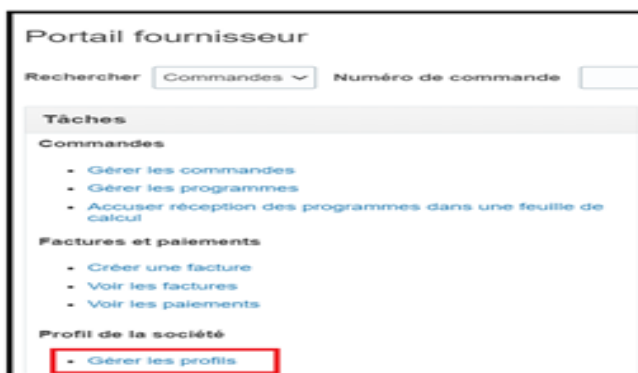 Portail fournisseur
Rechercher Commandes Numéro de commande
Tâches
Commandes
Gérer les commandes
Gérer les programmes
Accuser réception des programmes dans une feuille de
calcul
Factures et paiements
Créer une facture
Voir les factures
Voir les paiements
Profil de la société
Gérer les profils